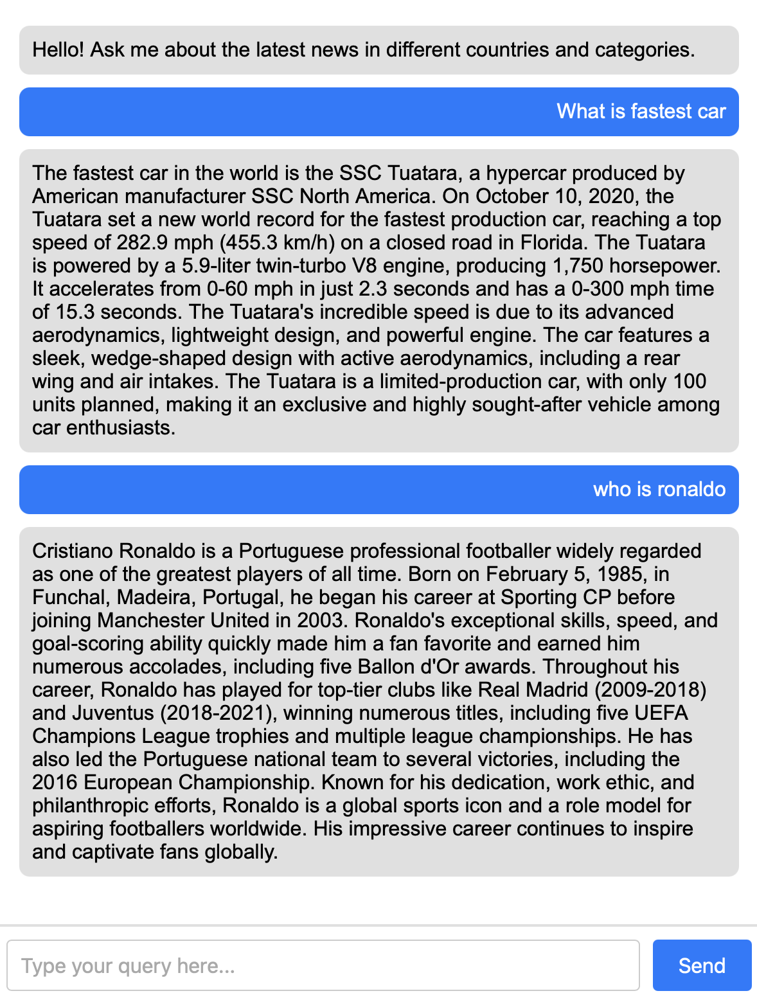 Hello! Ask me about the latest news in different countries and categories.
What is fastest car
The fastest car in the world is the SSC Tuatara, a hypercar produced by
American manufacturer SSC North America. On October 10, 2020, the
Tuatara set a new world record for the fastest production car, reaching a top
speed of 282.9 mph (455.3 km/h) on a closed road in Florida. The Tuatara
is powered by a 5.9-liter twin-turbo V8 engine, producing 1,750 horsepower.
It accelerates from 0-60 mph in just 2.3 seconds and has a 0-300 mph time
of 15.3 seconds. The Tuatara's incredible speed is due to its advanced
aerodynamics, lightweight design, and powerful engine. The car features a
sleek, wedge-shaped design with active aerodynamics, including a rear
wing and air intakes. The Tuatara is a limited-production car, with only 100
units planned, making it an exclusive and highly sought-after vehicle among
car enthusiasts.
who is ronaldo
Cristiano Ronaldo is a Portuguese professional footballer widely regarded
as one of the greatest players of all time. Born on February 5, 1985, in
Funchal, Madeira, Portugal, he began his career at Sporting CP before
joining Manchester United in 2003. Ronaldo's exceptional skills, speed, and
goal-scoring ability quickly made him a fan favorite and earned him
numerous accolades, including five Ballon d'Or awards. Throughout his
career, Ronaldo has played for top-tier clubs like Real Madrid (2009-2018)
and Juventus (2018-2021), winning numerous titles, including five UEFA
Champions League trophies and multiple league championships. He has
also led the Portuguese national team to several victories, including the
2016 European Championship. Known for his dedication, work ethic, and
philanthropic efforts, Ronaldo is a global sports icon and a role model for
aspiring footballers worldwide. His impressive career continues to inspire
and captivate fans globally.
Type your query here...
Send